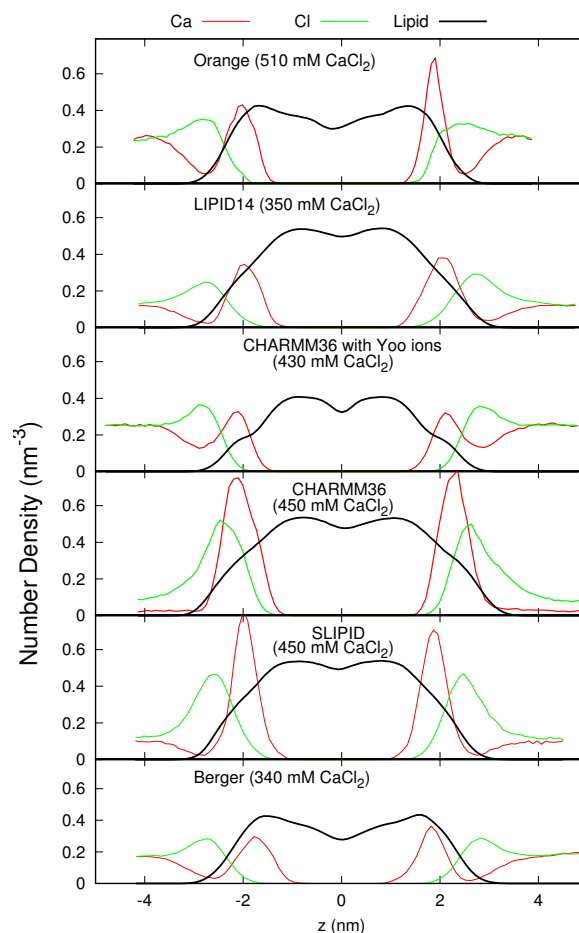 Ca Cl Lipid
Number Density (nm⁻³)
Orange (510 mM CaCl₂)
0.6
0.4
0.2
0
LIPID14 (350 mM CaCl₂)
0.6
0.4
0.2
0
CHARMM36 with Yoo ions
(430 mM CaCl₂)
0.6
0.4
0.2
0
CHARMM36
(450 mM CaCl₂)
0.6
0.4
0.2
0
SLIPID
(450 mM CaCl₂)
0.6
0.4
0.2
0
Berger (340 mM CaCl₂)
0.6
0.4
0.2
0
-4 -2 0 2 4
z (nm)